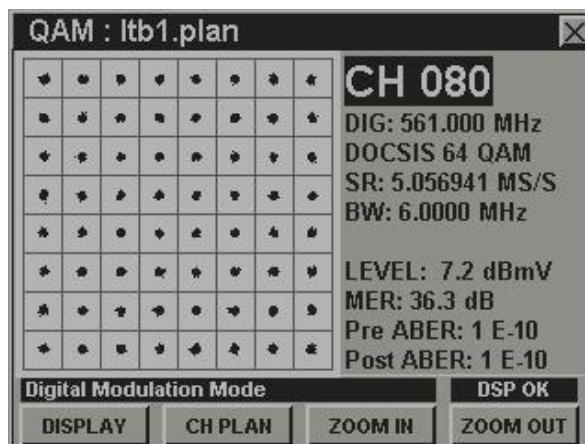 QAM : ltb1.plan
CH 080
DIG: 561.000 MHz
DOCSIS 64 QAM
SR: 5.056941 MS/S
BW: 6.0000 MHz
LEVEL: 7.2 dBmV
MER: 36.3 dB
Pre ABER: 1 E-10
Post ABER: 1 E-10
Digital Modulation Mode
DSP OK
DISPLAY
CH PLAN
ZOOM IN
ZOOM OUT